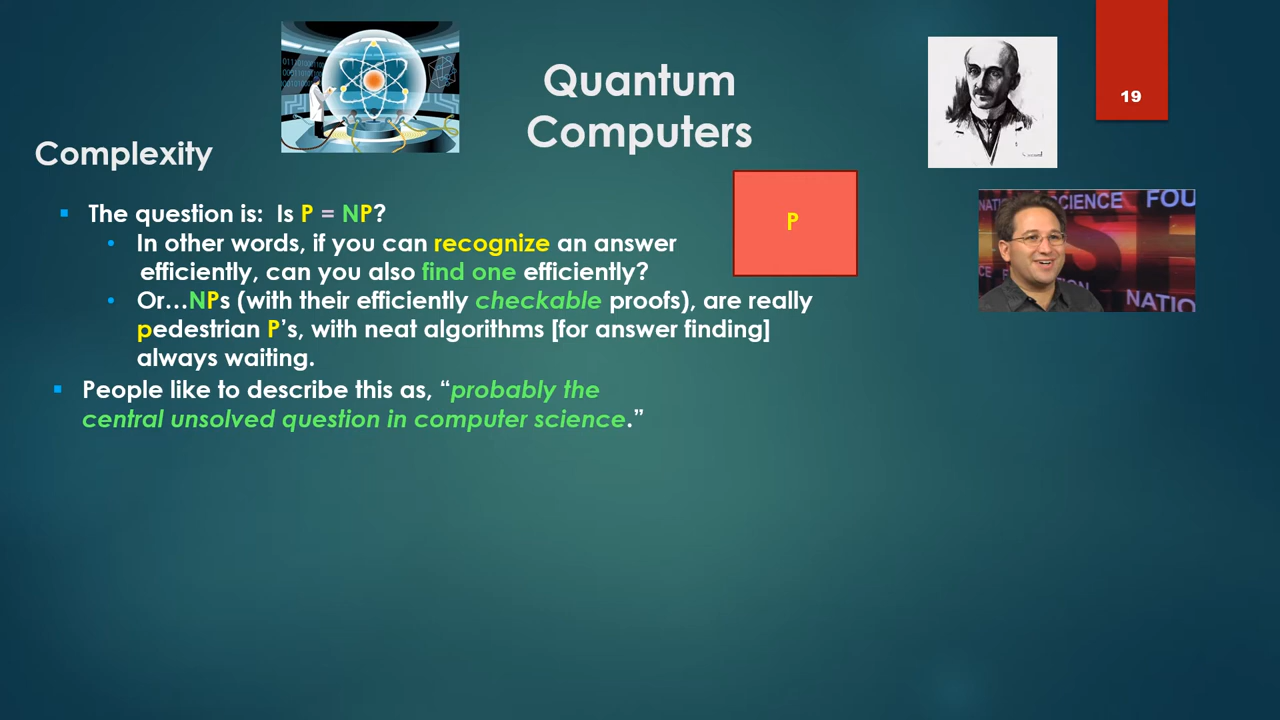 Quantum
Computers
19
Complexity
The question is: Is P = NP?
In other words, if you can recognize an answer
efficiently, can you also find one efficiently?
P
Or…NPs (with their efficiently checkable proofs), are really
pedestrian P’s, with neat algorithms [for answer finding]
always waiting.
People like to describe this as, “probably the
central unsolved question in computer science.”
SCIENCE FOU
NATIO